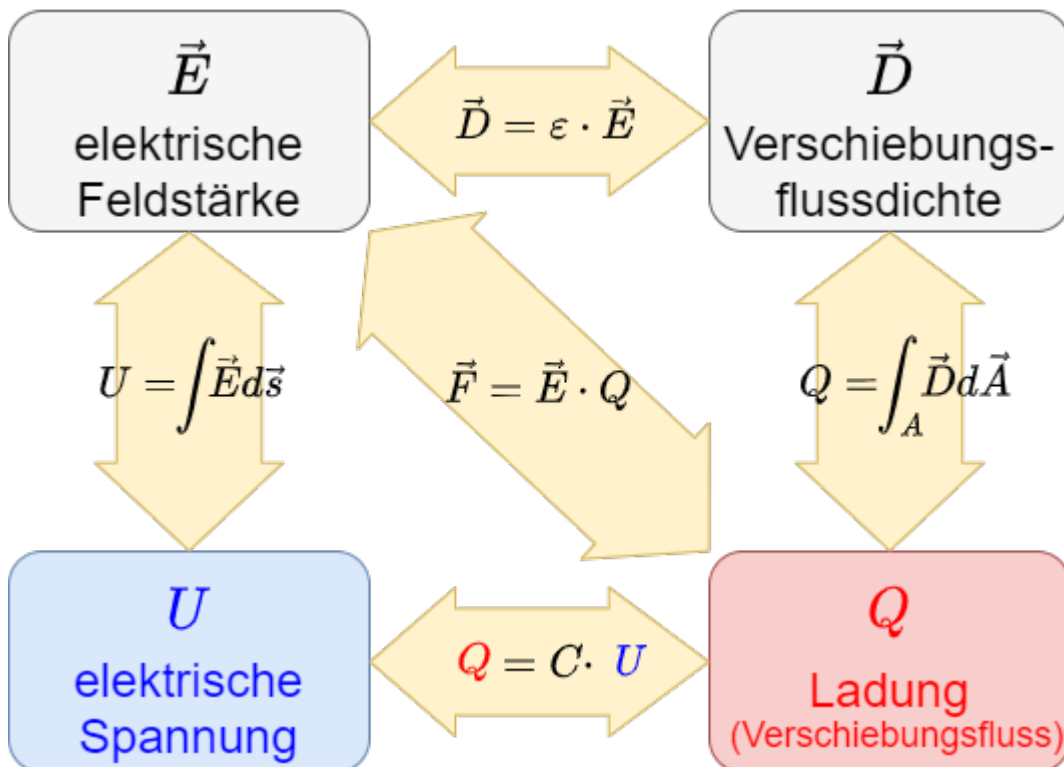 E⃗
elektrische
Feldstärke
D⃗ = ε · E⃗
D⃗
Verschiebungs-
flussdichte
U = ∫ E⃗ds⃗
F⃗ = E⃗ · Q
Q = ∫_A D⃗dA⃗
U
elektrische
Spannung
Q = C · U
Q
Ladung
(Verschiebungsfluss)